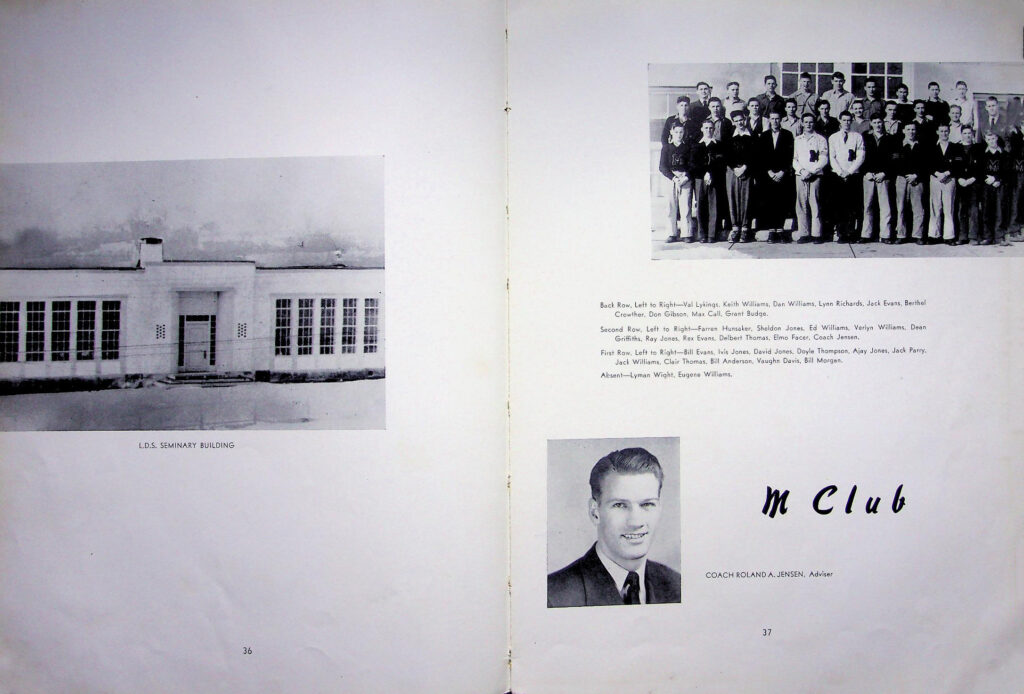 L.D.S. SEMINARY BUILDING
36
Back Row, Left to Right—Val Lykings, Keith Williams, Dan Williams, Lynn Richards, Jack Evans, Berthel
Crowther, Don Gibson, Max Call, Grant Budge.
Second Row, Left to Right—Farren Hunsaker, Sheldon Jones, Ed Williams, Verlyn Williams, Dean
Griffiths, Ray Jones, Rex Evans, Delbert Thomas, Elmo Facer, Coach Jensen.
First Row, Left to Right—Bill Evans, Ivis Jones, David Jones, Doyle Thompson, Ajay Jones, Jack Parry,
Jack Williams, Clair Thomas, Bill Anderson, Vaughn Davis, Bill Morgan.
Absent—Lyman Wight, Eugene Williams.
M Club
COACH ROLAND A. JENSEN, Adviser
37